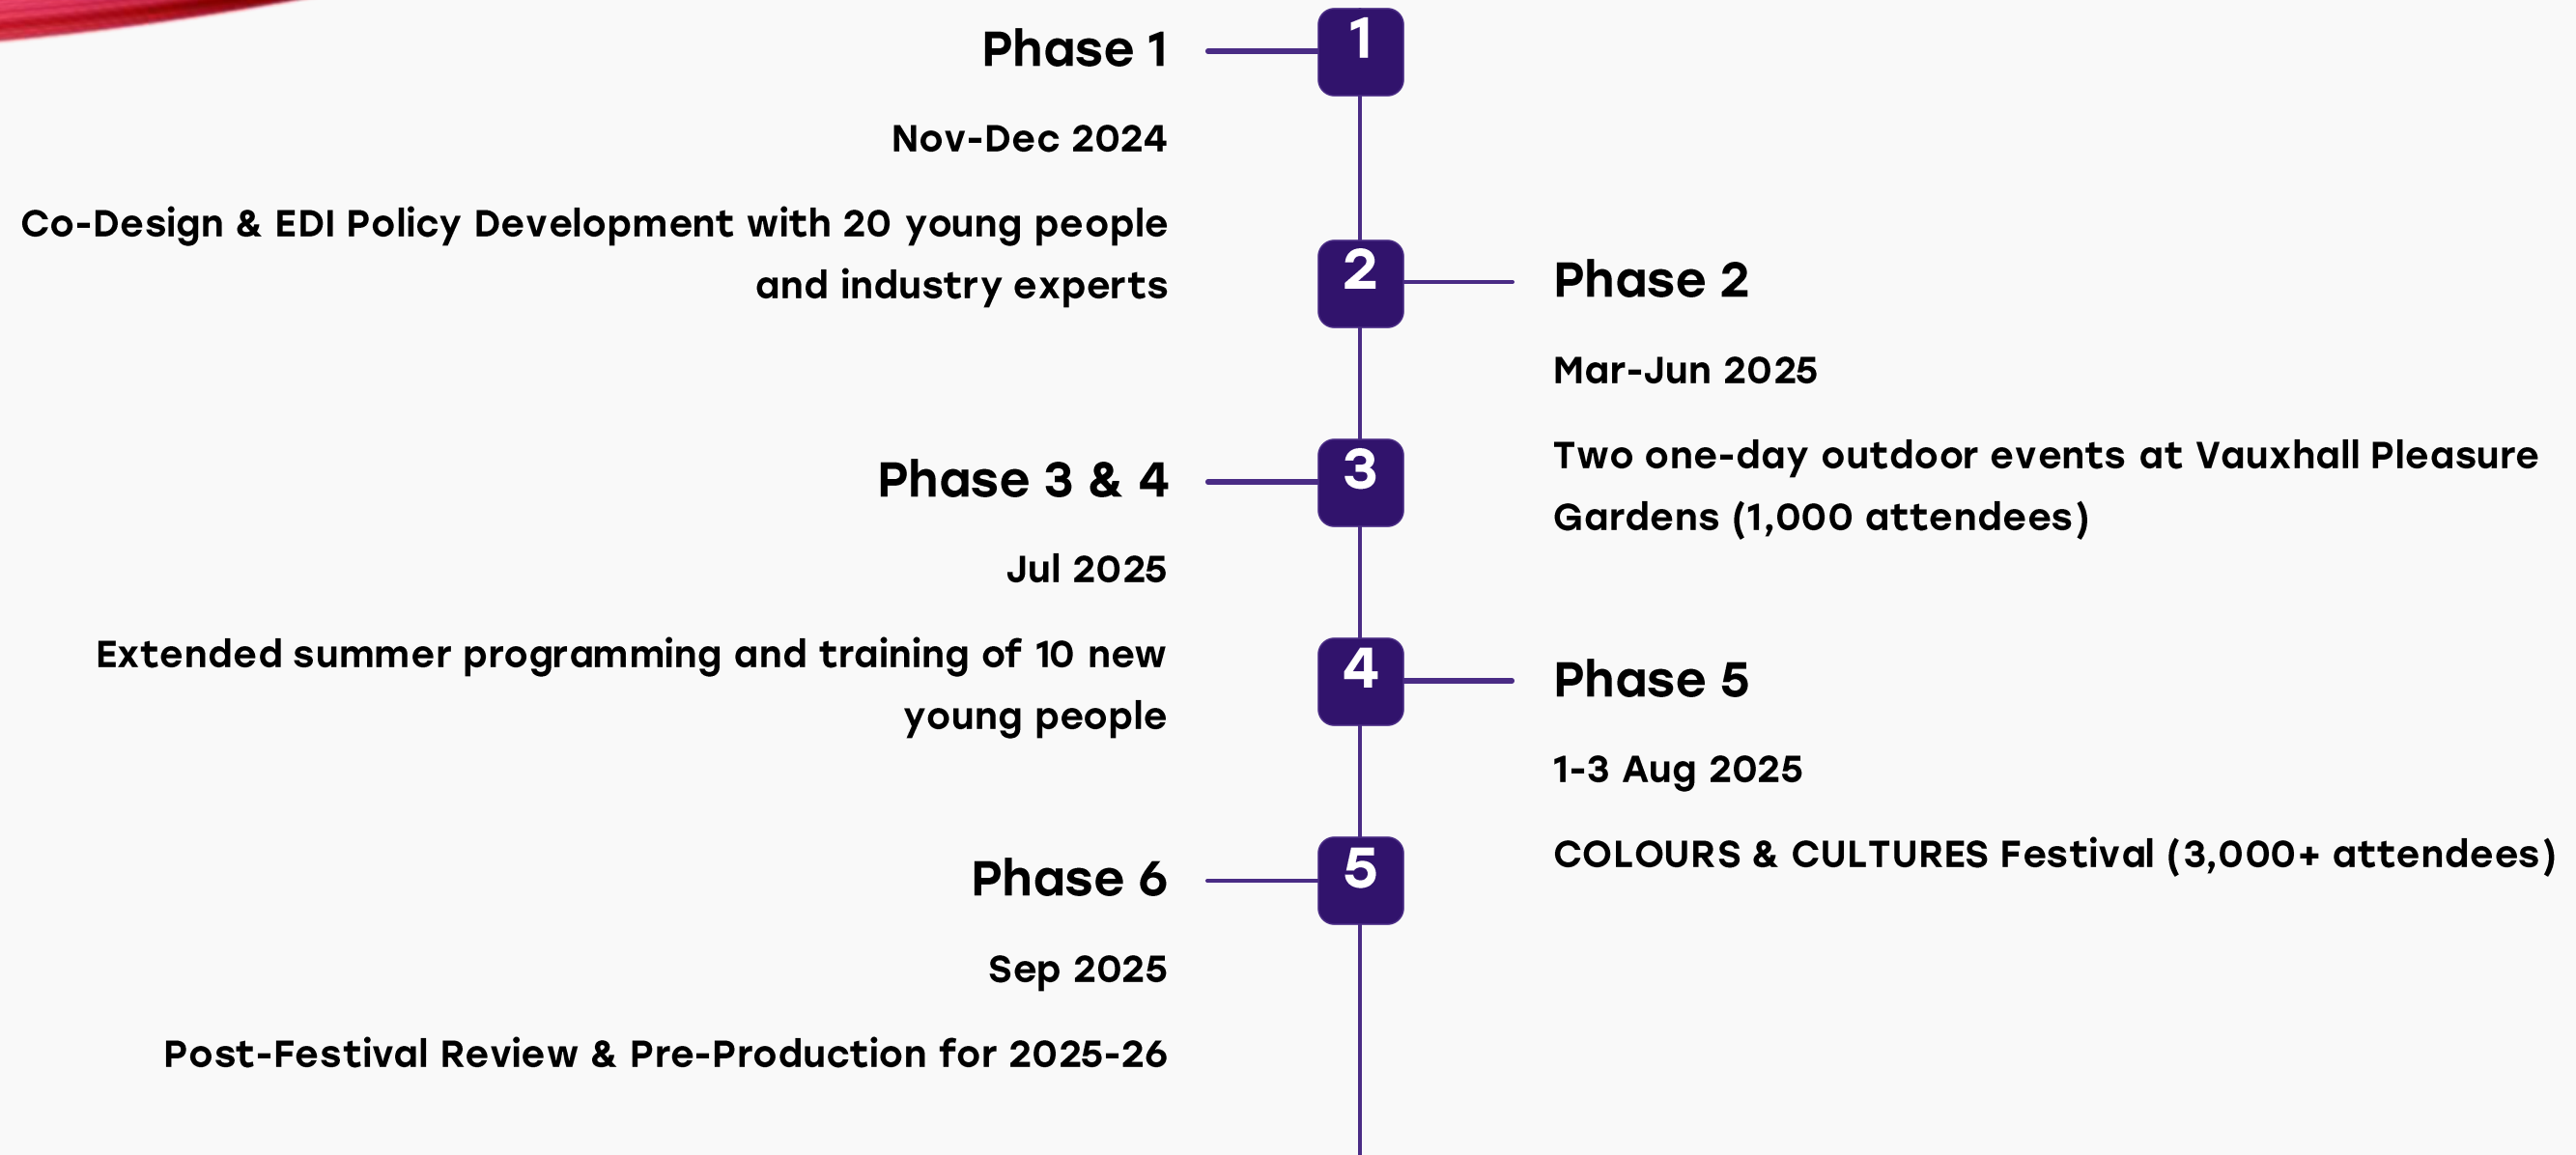 1
Phase 1
Nov-Dec 2024
Co-Design & EDI Policy Development with 20 young people
and industry experts
2
Phase 2
Mar-Jun 2025
Two one-day outdoor events at Vauxhall Pleasure
Gardens (1,000 attendees)
3
Phase 3 & 4
Jul 2025
Extended summer programming and training of 10 new
young people
4
Phase 5
1-3 Aug 2025
COLOURS & CULTURES Festival (3,000+ attendees)
5
Phase 6
Sep 2025
Post-Festival Review & Pre-Production for 2025-26